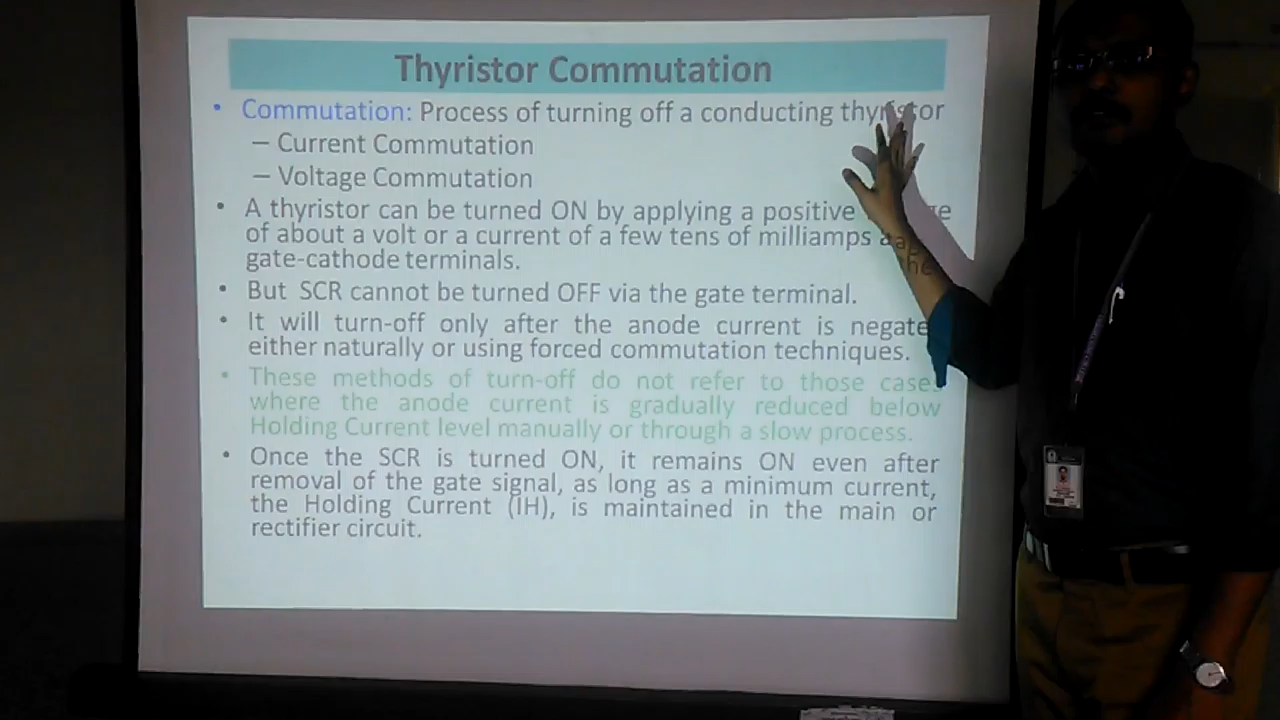 Thyristor Commutation
• Commutation: Process of turning off a conducting thyristor
– Current Commutation
– Voltage Commutation
• A thyristor can be turned ON by applying a positive
of about a volt or a current of a few tens of milliamps
gate-cathode terminals.
• But SCR cannot be turned OFF via the gate terminal.
• It will turn-off only after the anode current is negate
either naturally or using forced commutation techniques.
• These methods of turn-off do not refer to those cases
where the anode current is gradually reduced below
Holding Current level manually or through a slow process.
• Once the SCR is turned ON, it remains ON even after
removal of the gate signal, as long as a minimum current,
the Holding Current (IH), is maintained in the main or
rectifier circuit.